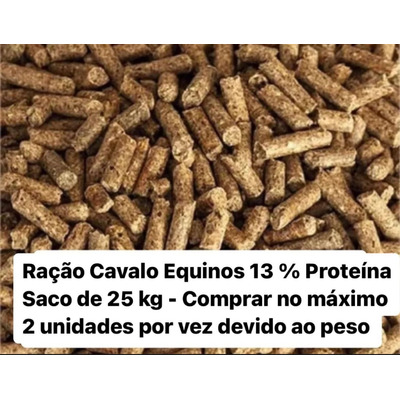 Ração Cavalo Equinos 13 % Proteína
Saco de 25 kg - Comprar no máximo
2 unidades por vez devido ao peso